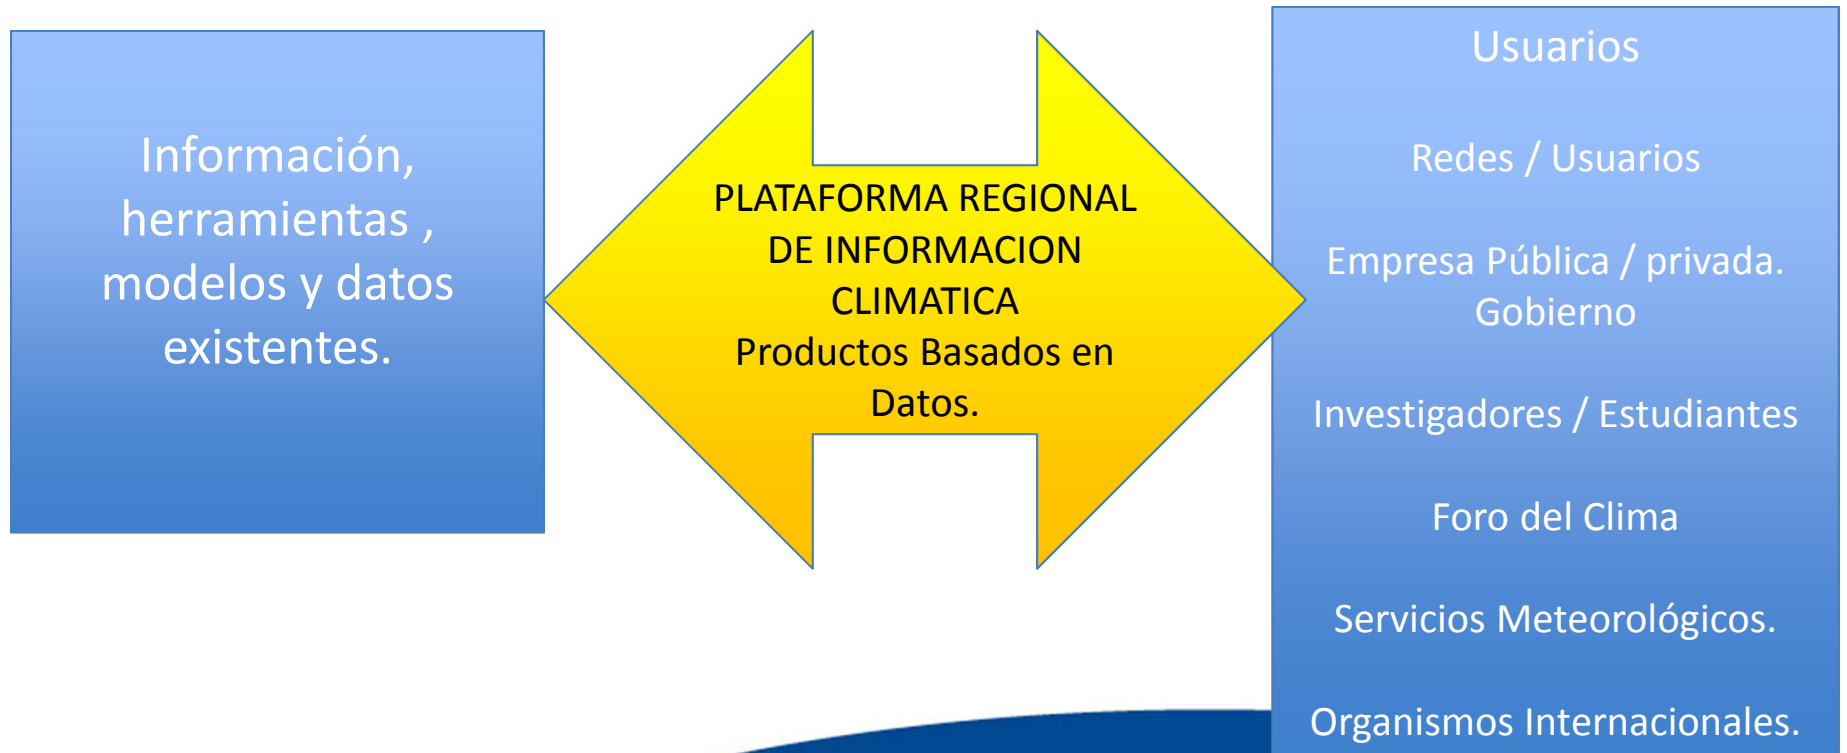 Información,
herramientas ,
modelos y datos
existentes.
PLATAFORMA REGIONAL
DE INFORMACION
CLIMATICA
Productos Basados en
Datos.
Usuarios
Redes / Usuarios
Empresa Pública / privada.
Gobierno
Investigadores / Estudiantes
Foro del Clima
Servicios Meteorológicos.
Organismos Internacionales.